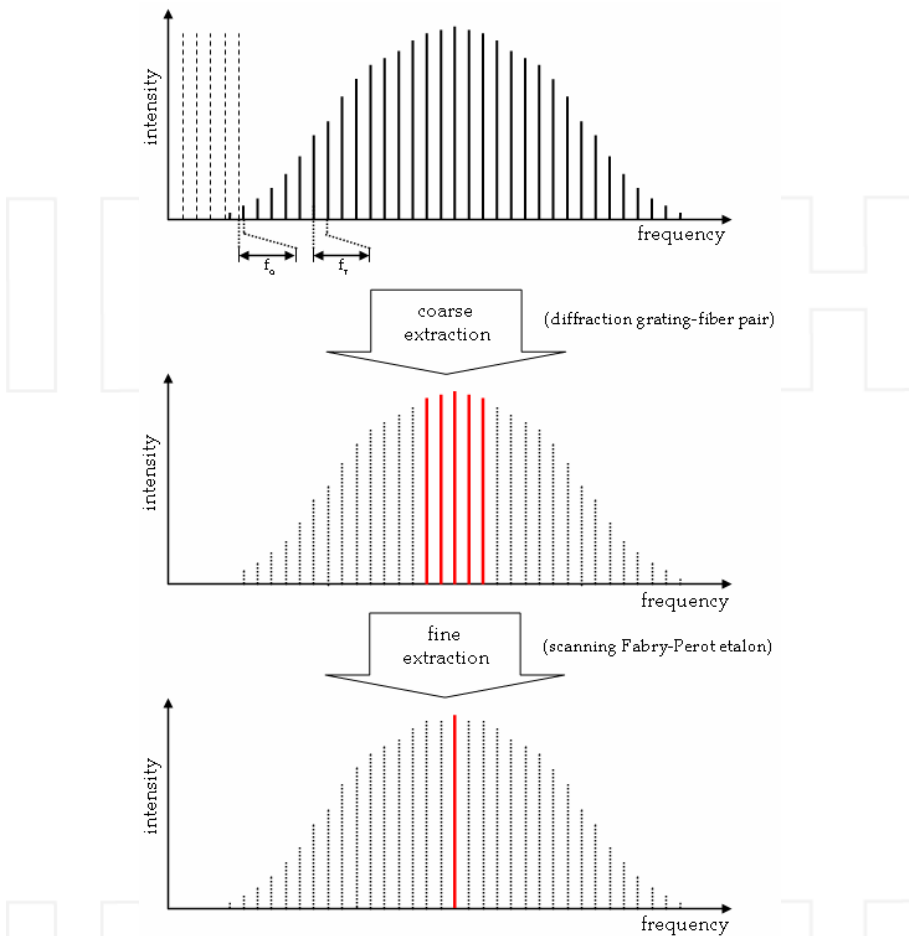 intensity
frequency
fₒ
fᵣ
coarse
extraction
(diffraction grating-fiber pair)
intensity
frequency
fine
extraction
(scanning Fabry-Perot etalon)
intensity
frequency